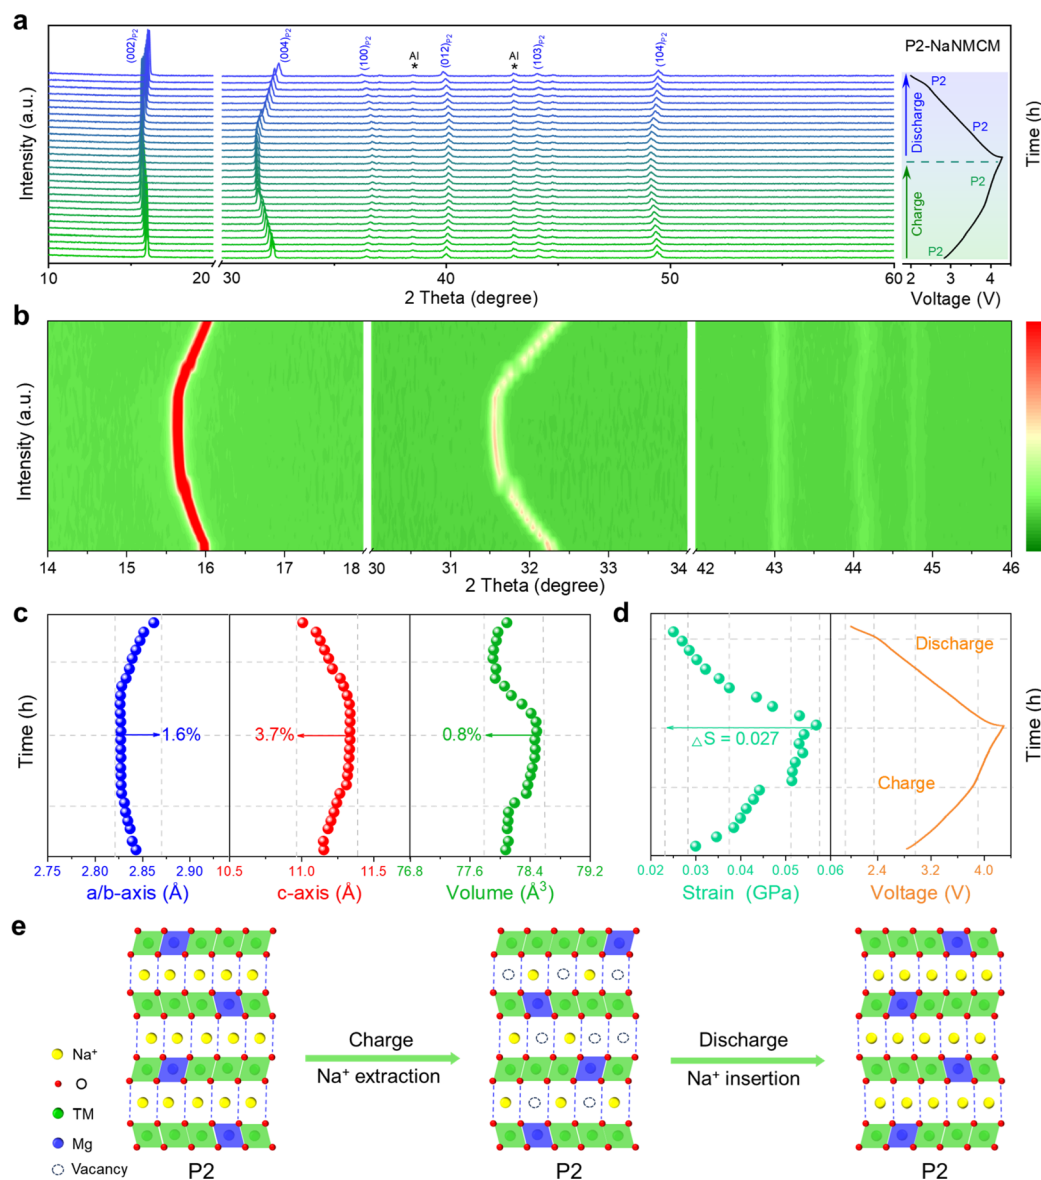 a
(002)P2
(004)P2
(100)P2
Al
*
(012)P2
Al
*
(103)P2
(104)P2
P2-NaNMCM
Intensity (a.u.)
P2
P2
P2
P2
Discharge
Charge
Time (h)
10 20 30 40 50 60 2 3 4
2 Theta (degree)
Voltage (V)
b
Intensity (a.u.)
14 15 16 17 18 30 31 32 33 34 42 43 44 45 46
2 Theta (degree)
c
Time (h)
1.6%
3.7%
0.8%
2.75 2.80 2.85 2.90 10.5 11.0 11.5 76.8 77.6 78.4 79.2
a/b-axis (Å)
c-axis (Å)
Volume (Å³)
d
Discharge
△S = 0.027
Charge
Time (h)
0.02 0.03 0.04 0.05 0.06 2.4 3.2 4.0
Strain (GPa)
Voltage (V)
e
Na⁺
O
TM
Mg
Vacancy
Charge
Na⁺ extraction
Discharge
Na⁺ insertion
P2
P2
P2